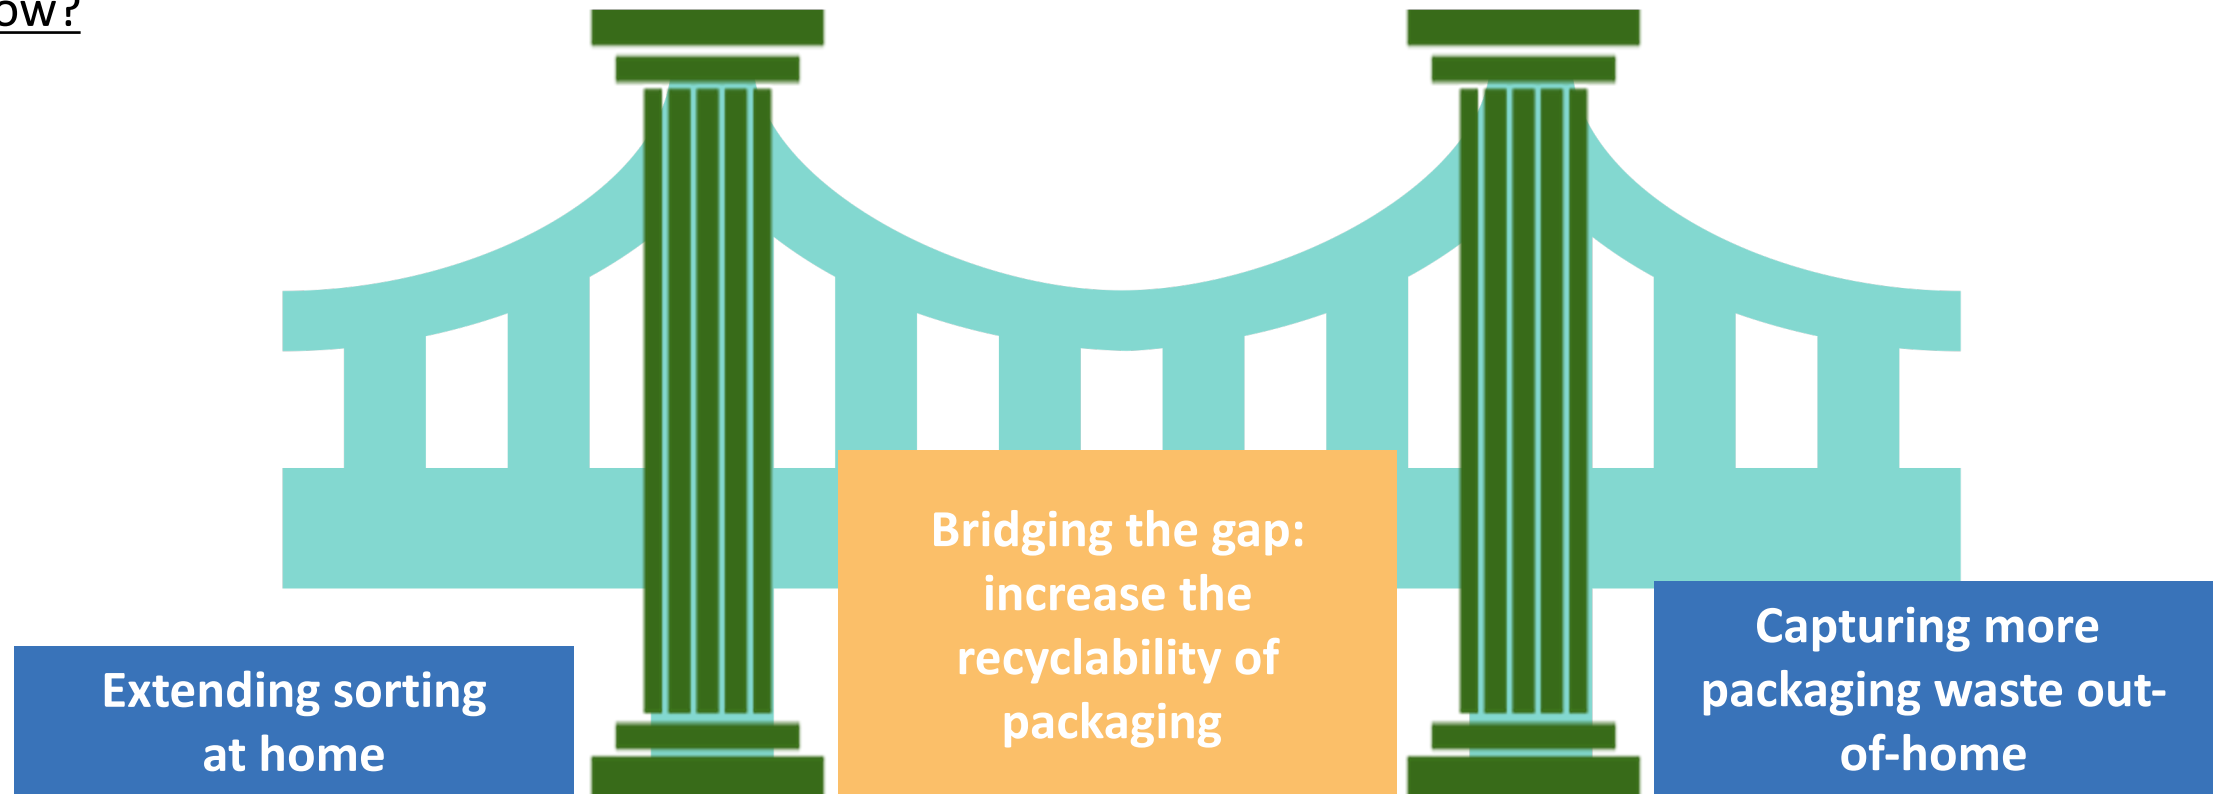 ow?
Bridging the gap:
increase the
recyclability of
packaging
Extending sorting
at home
Capturing more
packaging waste out-
of-home